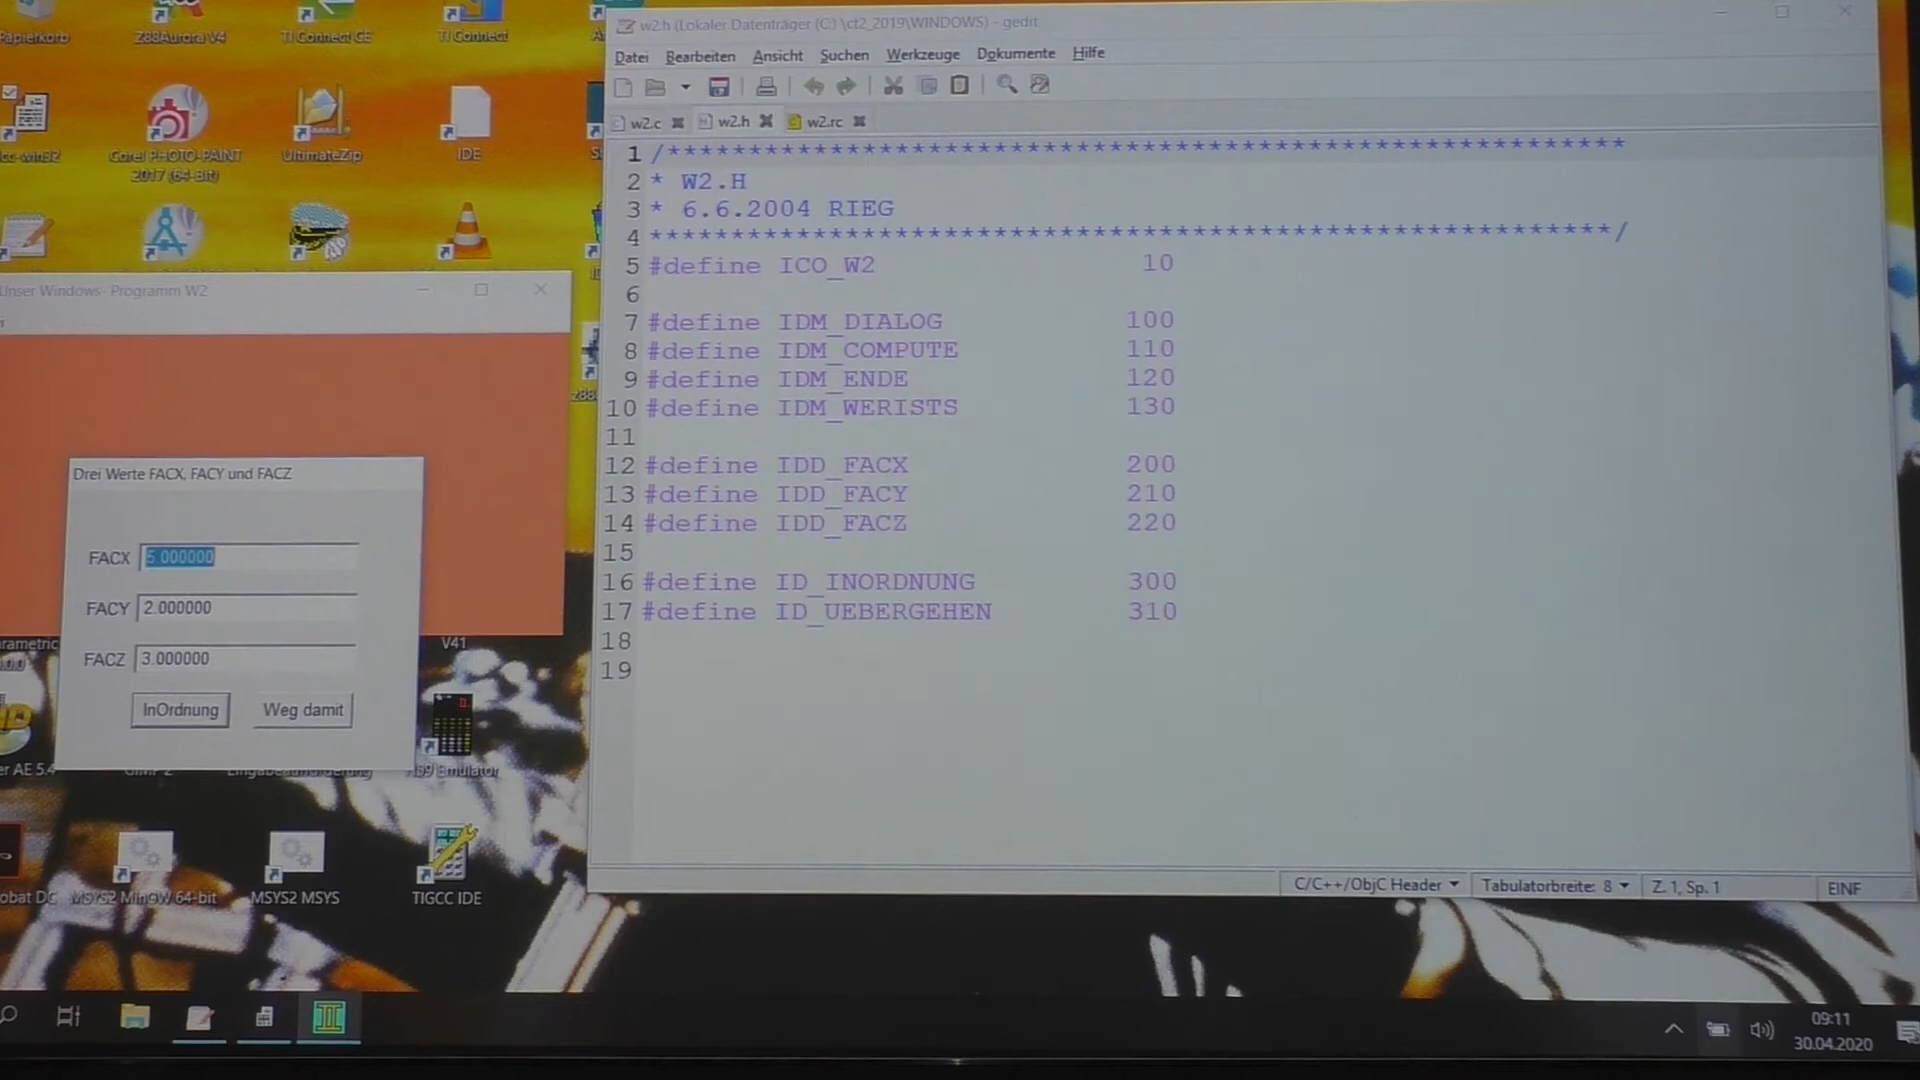 Papierkorb
Z88Aurora V4
TI Connect CE
TI Connect
Corel PHOTO-PAINT
2017 (64-Bit)
UltimateZip
IDE
w2.h (Lokaler Datenträger (C:) \ct2_2019\WINDOWS) - gedit
Datei Bearbeiten Ansicht Suchen Werkzeuge Dokumente Hilfe
w2.c w2.h w2.rc
1 /***********************************************************
2 * W2.H
3 * 6.6.2004 RIEG
4 ***********************************************************/
5 #define ICO_W2 10
6
7 #define IDM_DIALOG 100
8 #define IDM_COMPUTE 110
9 #define IDM_ENDE 120
10 #define IDM_WERISTS 130
11
12 #define IDD_FACX 200
13 #define IDD_FACY 210
14 #define IDD_FACZ 220
15
16 #define ID_INORDNUNG 300
17 #define ID_UEBERGEHEN 310
18
19
C/C++/ObjC Header Tabulatorbreite: 8 Z. 1, Sp. 1 EINF
Unser Windows- Programm W2
Drei Werte FACX, FACY und FACZ
FACX 5.000000
FACY 2.000000
FACZ 3.000000
InOrdnung Weg damit
V41
Emulator
MSYS2 MinGW 64-bit
MSYS2 MSYS
TIGCC IDE
09:11
30.04.2020